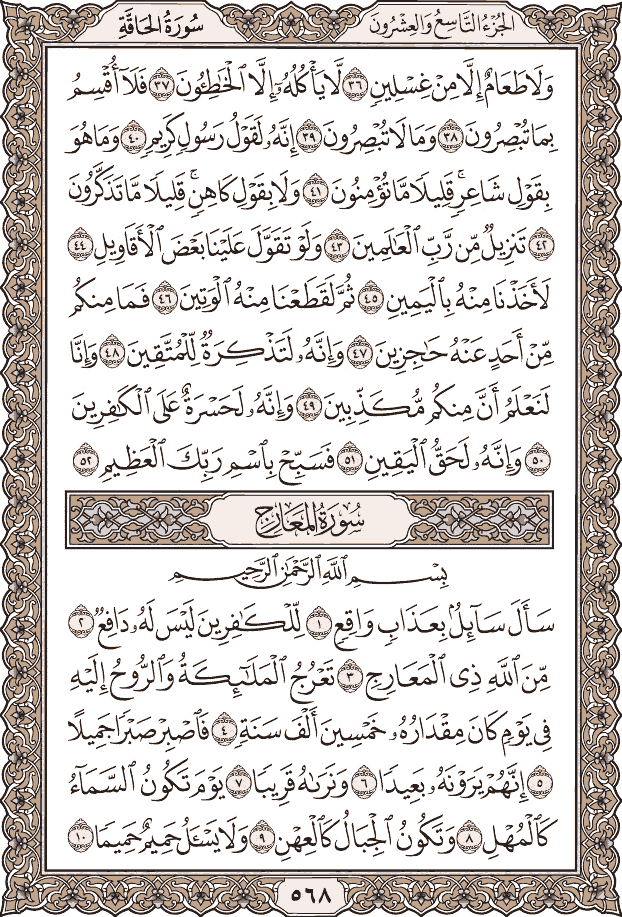 الجُزْءُ التَّاسِعُ وَالعِشْرُونَ
سُورَةُ الحَاقَّةِ
وَلَا طَعَامٌ إِلَّا مِنْ غِسْلِينٍ ٣٦ لَّا يَأْكُلُهُۥٓ إِلَّا ٱلْخَٰطِـُٔونَ ٣٧ فَلَآ أُقْسِمُ
بِمَا تُبْصِرُونَ ٣٨ وَمَا لَا تُبْصِرُونَ ٣٩ إِنَّهُۥ لَقَوْلُ رَسُولٍ كَرِيمٍ ٤٠ وَمَا هُوَ
بِقَوْلِ شَاعِرٍ ۚ قَلِيلًا مَّا تُؤْمِنُونَ ٤١ وَلَا بِقَوْلِ كَاهِنٍ ۚ قَلِيلًا مَّا تَذَكَّرُونَ
٤٢ تَنزِيلٌ مِّن رَّبِّ ٱلْعَٰلَمِينَ ٤٣ وَلَوْ تَقَوَّلَ عَلَيْنَا بَعْضَ ٱلْأَقَاوِيلِ ٤٤
لَأَخَذْنَا مِنْهُ بِٱلْيَمِينِ ٤٥ ثُمَّ لَقَطَعْنَا مِنْهُ ٱلْوَتِينَ ٤٦ فَمَا مِنكُم
مِّنْ أَحَدٍ عَنْهُ حَٰجِزِينَ ٤٧ وَإِنَّهُۥ لَتَذْكِرَةٌ لِّلْمُتَّقِينَ ٤٨ وَإِنَّا
لَنَعْلَمُ أَنَّ مِنكُم مُّكَذِّبِينَ ٤٩ وَإِنَّهُۥ لَحَسْرَةٌ عَلَى ٱلْكَٰفِرِينَ
٥٠ وَإِنَّهُۥ لَحَقُّ ٱلْيَقِينِ ٥١ فَسَبِّحْ بِٱسْمِ رَبِّكَ ٱلْعَظِيمِ ٥٢
سُورَةُ المَعَارِجِ
بِسْمِ ٱللَّهِ ٱلرَّحْمَٰنِ ٱلرَّحِيمِ
سَأَلَ سَآئِلٌۢ بِعَذَابٍ وَاقِعٍ ١ لِّلْكَٰفِرِينَ لَيْسَ لَهُۥ دَافِعٌ ٢
مِّنَ ٱللَّهِ ذِى ٱلْمَعَارِجِ ٣ تَعْرُجُ ٱلْمَلَٰٓئِكَةُ وَٱلرُّوحُ إِلَيْهِ
فِى يَوْمٍ كَانَ مِقْدَارُهُۥ خَمْسِينَ أَلْفَ سَنَةٍ ٤ فَٱصْبِرْ صَبْرًا جَمِيلًا
٥ إِنَّهُمْ يَرَوْنَهُۥ بَعِيدًا ٦ وَنَرَىٰهُ قَرِيبًا ٧ يَوْمَ تَكُونُ ٱلسَّمَآءُ
كَٱلْمُهْلِ ٨ وَتَكُونُ ٱلْجِبَالُ كَٱلْعِهْنِ ٩ وَلَا يَسْـَٔلُ حَمِيمٌ حَمِيمًا ١٠
٥٦٨